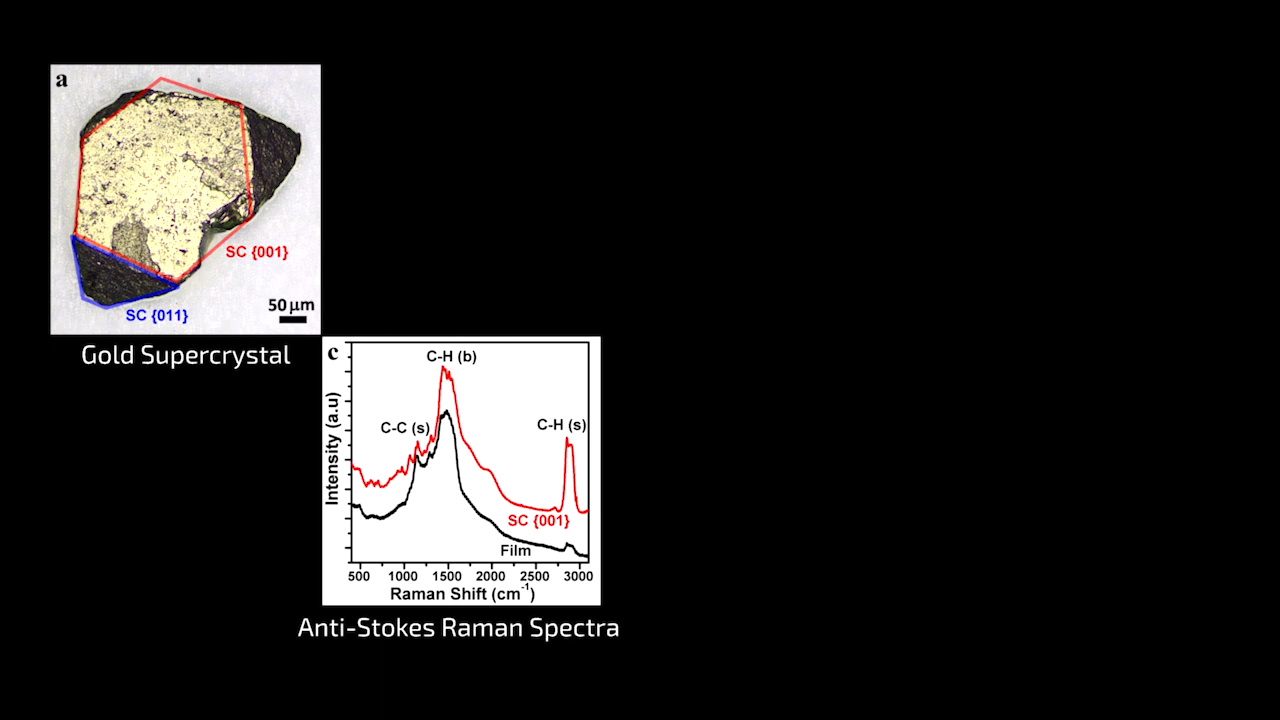 a
SC {001}
50 μm
SC {011}
Gold Supercrystal
c
C-H (b)
C-C (s)
C-H (s)
Intensity (a.u)
SC {001}
Film
500 1000 1500 2000 2500 3000
Raman Shift (cm⁻¹)
Anti-Stokes Raman Spectra